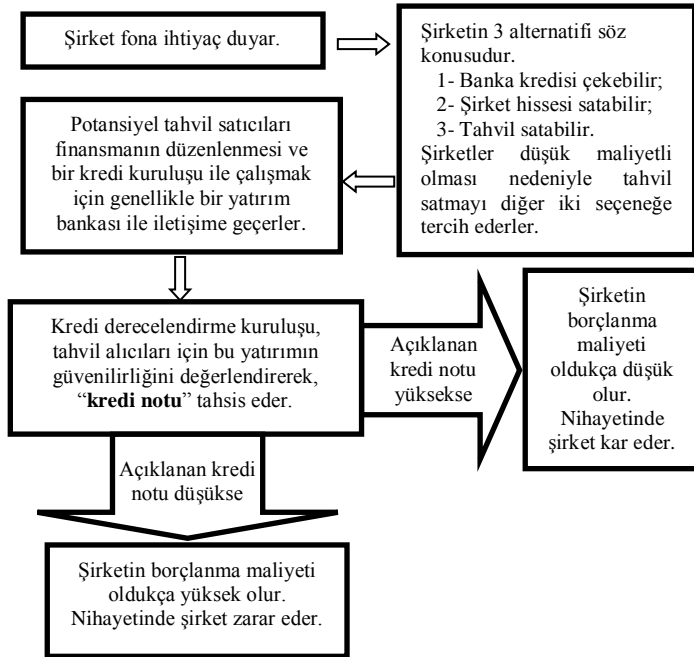 Şirket fona ihtiyaç duyar.
Şirketin 3 alternatifi söz
konusudur.
1- Banka kredisi çekebilir;
2- Şirket hissesi satabilir;
3- Tahvil satabilir.
Şirketler düşük maliyetli
olması nedeniyle tahvil
satmayı diğer iki seçeneğe
tercih ederler.
Potansiyel tahvil satıcıları
finansmanın düzenlenmesi ve
bir kredi kuruluşu ile çalışmak
için genellikle bir yatırım
bankası ile iletişime geçerler.
Kredi derecelendirme kuruluşu,
tahvil alıcıları için bu yatırımın
güvenilirliğini değerlendirerek,
“kredi notu” tahsis eder.
Açıklanan
kredi notu
yüksekse
Şirketin
borçlanma
maliyeti
oldukça düşük
olur.
Nihayetinde
şirket kar eder.
Açıklanan kredi
notu düşükse
Şirketin borçlanma maliyeti
oldukça yüksek olur.
Nihayetinde şirket zarar eder.